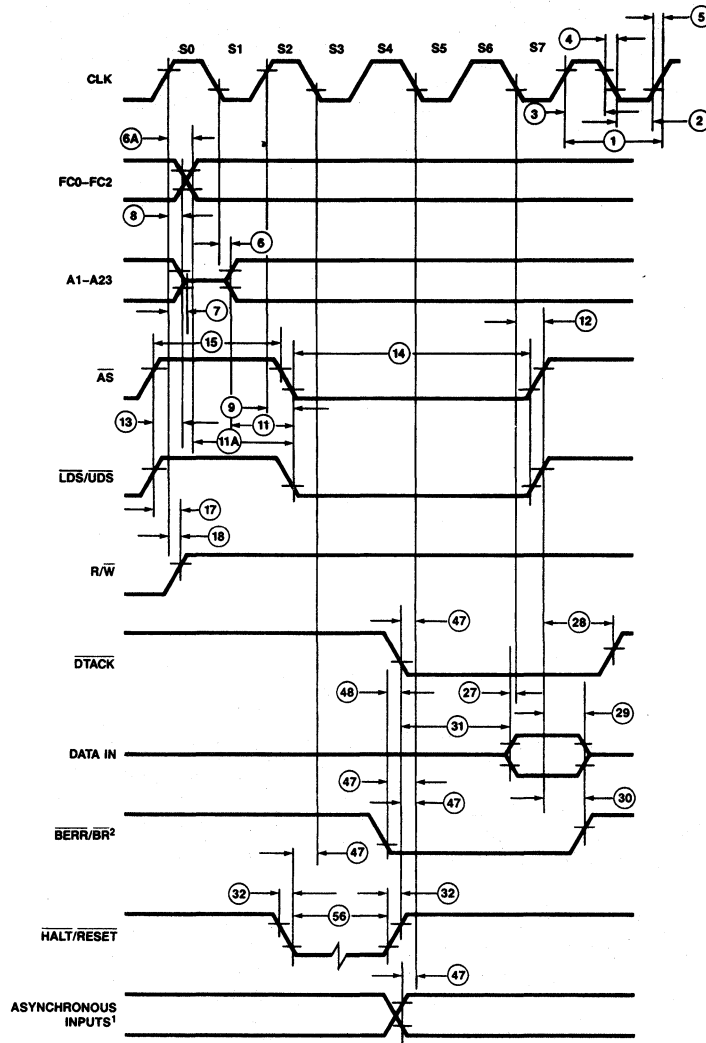 S0 S1 S2 S3 S4 S5 S6 S7
5
4
CLK
3
2
1
6A
FC0–FC2
8
6
A1–A23
7
12
15
14
AS
9
13
11
11A
LDS/UDS
17
18
R/W
47
28
DTACK
48
27
29
31
DATA IN
47
47
30
BERR/BR²
47
32
32
56
HALT/RESET
47
ASYNCHRONOUS
INPUTS¹